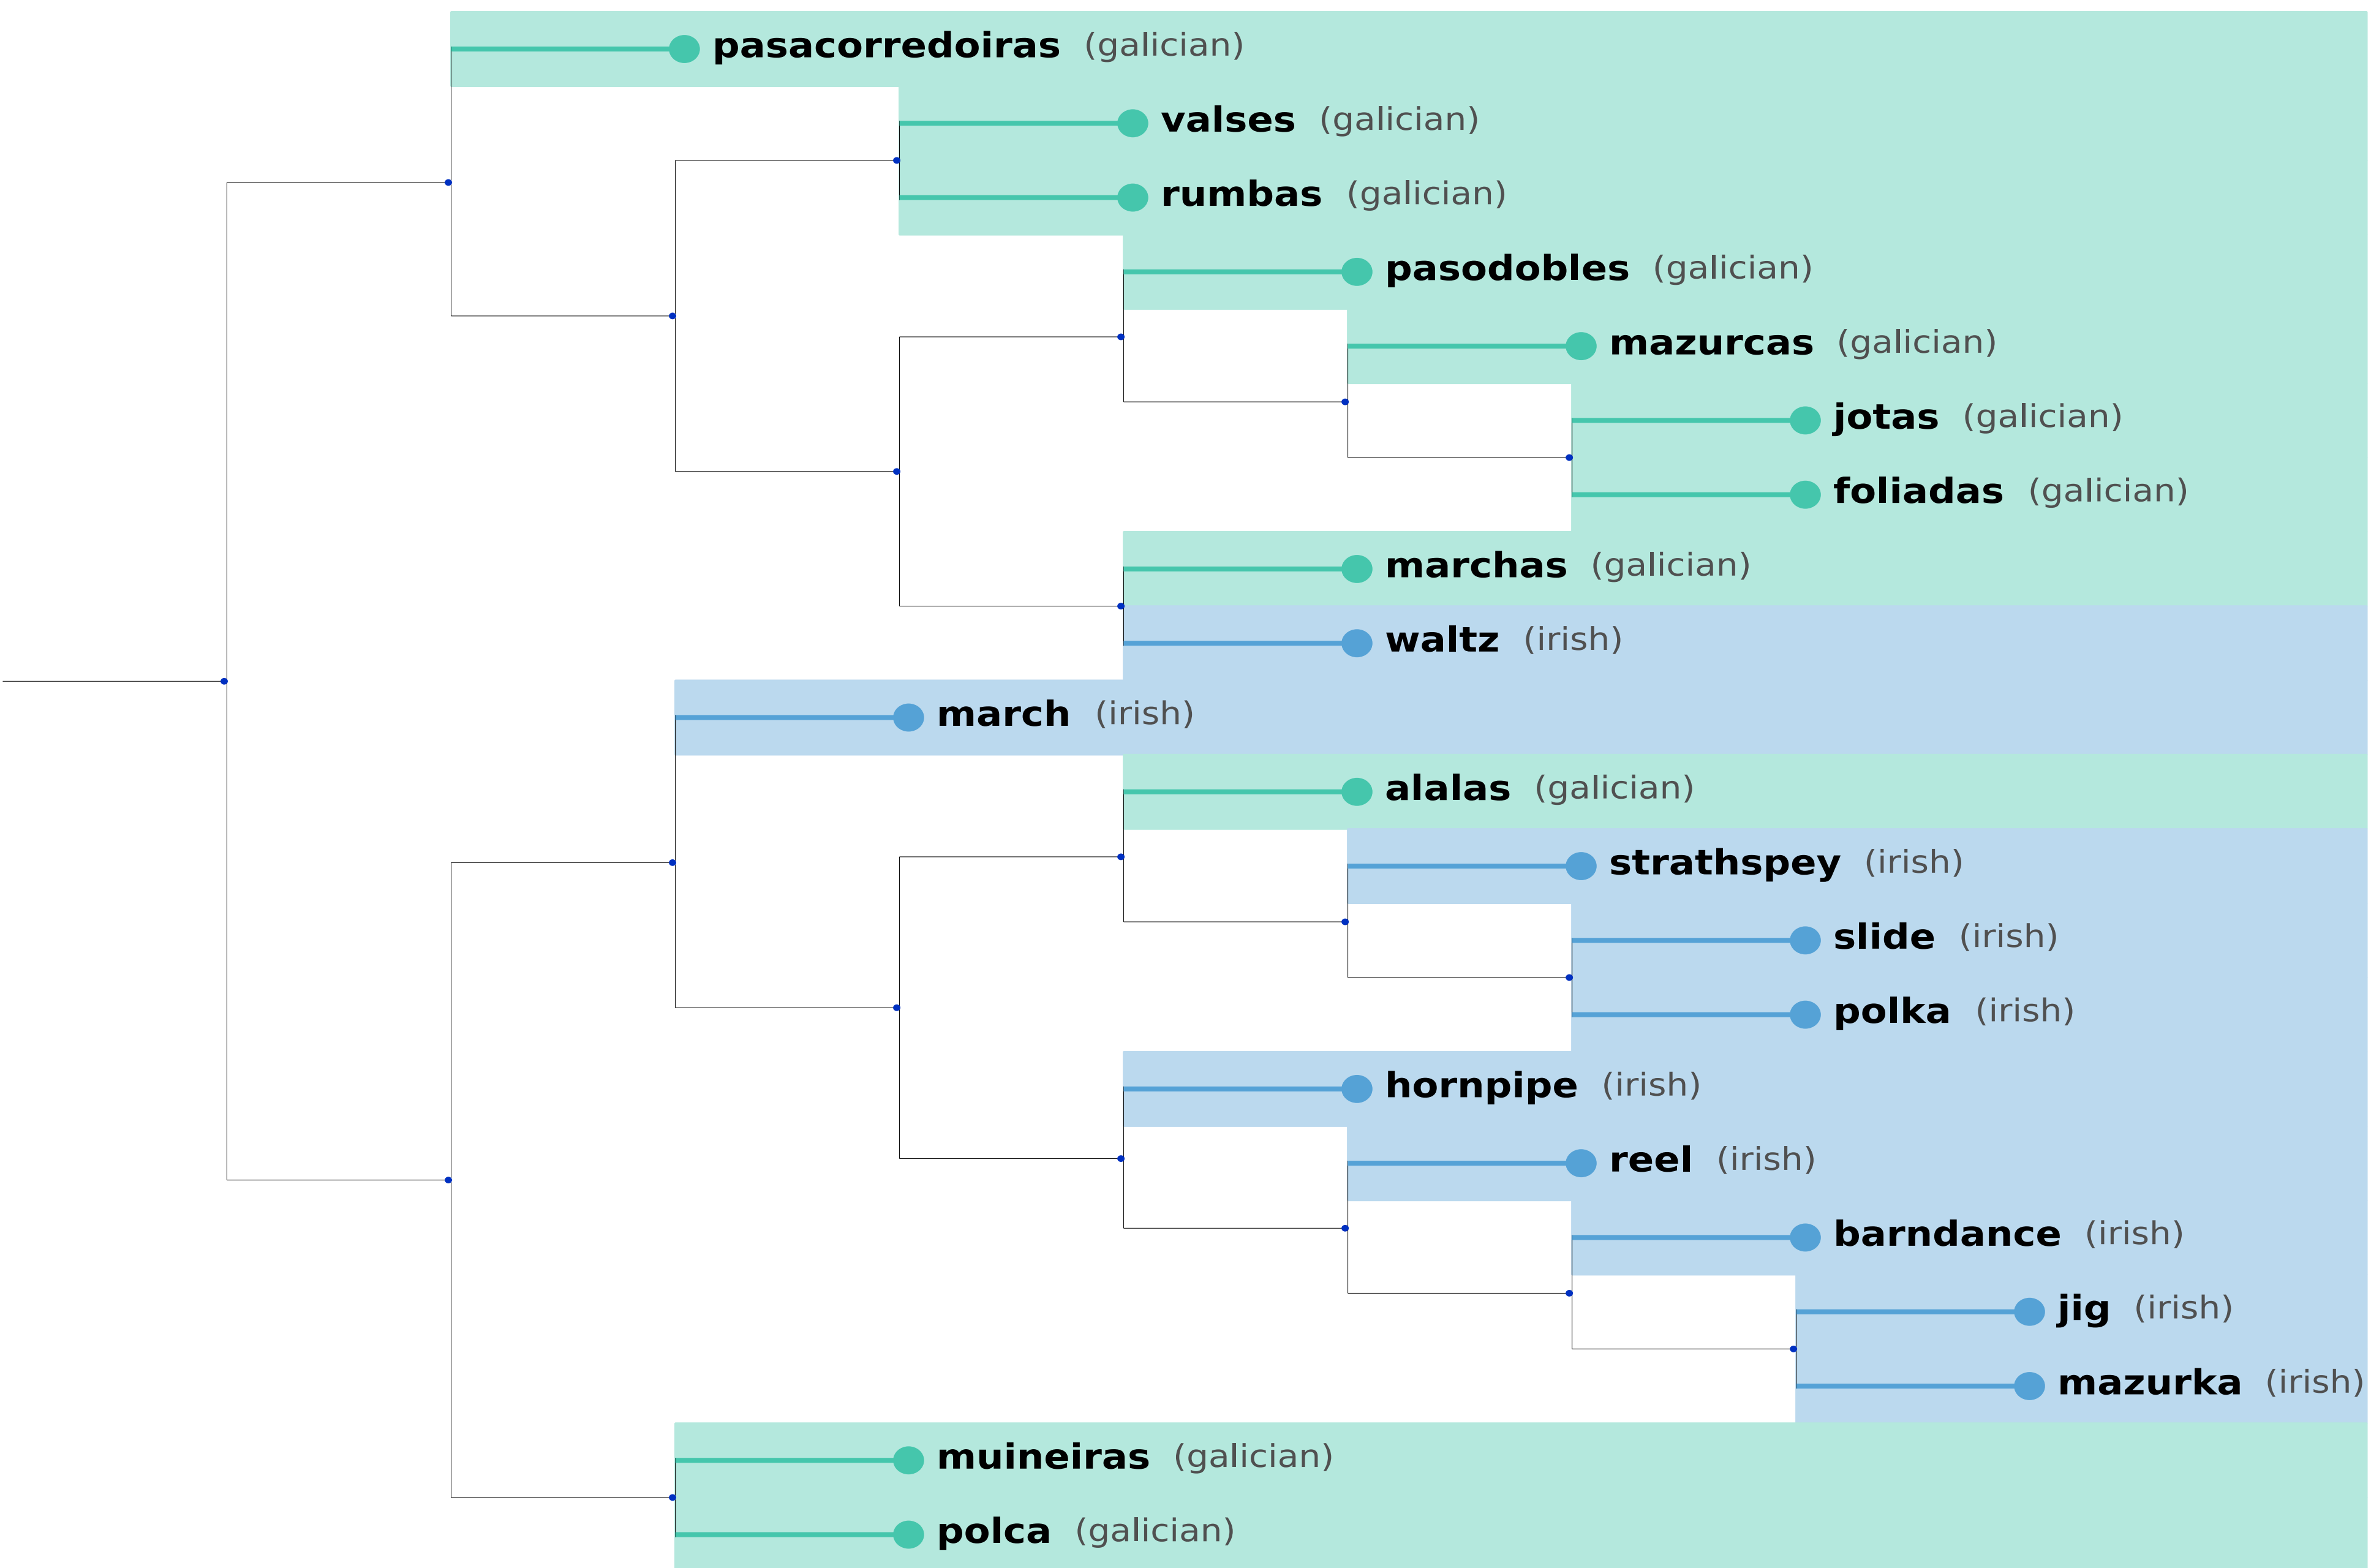 pasacorredoiras (galician)
valses (galician)
rumbas (galician)
pasodobles (galician)
mazurcas (galician)
jotas (galician)
foliadas (galician)
marchas (galician)
waltz (irish)
march (irish)
alalas (galician)
strathspey (irish)
slide (irish)
polka (irish)
hornpipe (irish)
reel (irish)
barndance (irish)
jig (irish)
mazurka (irish)
muineiras (galician)
polca (galician)